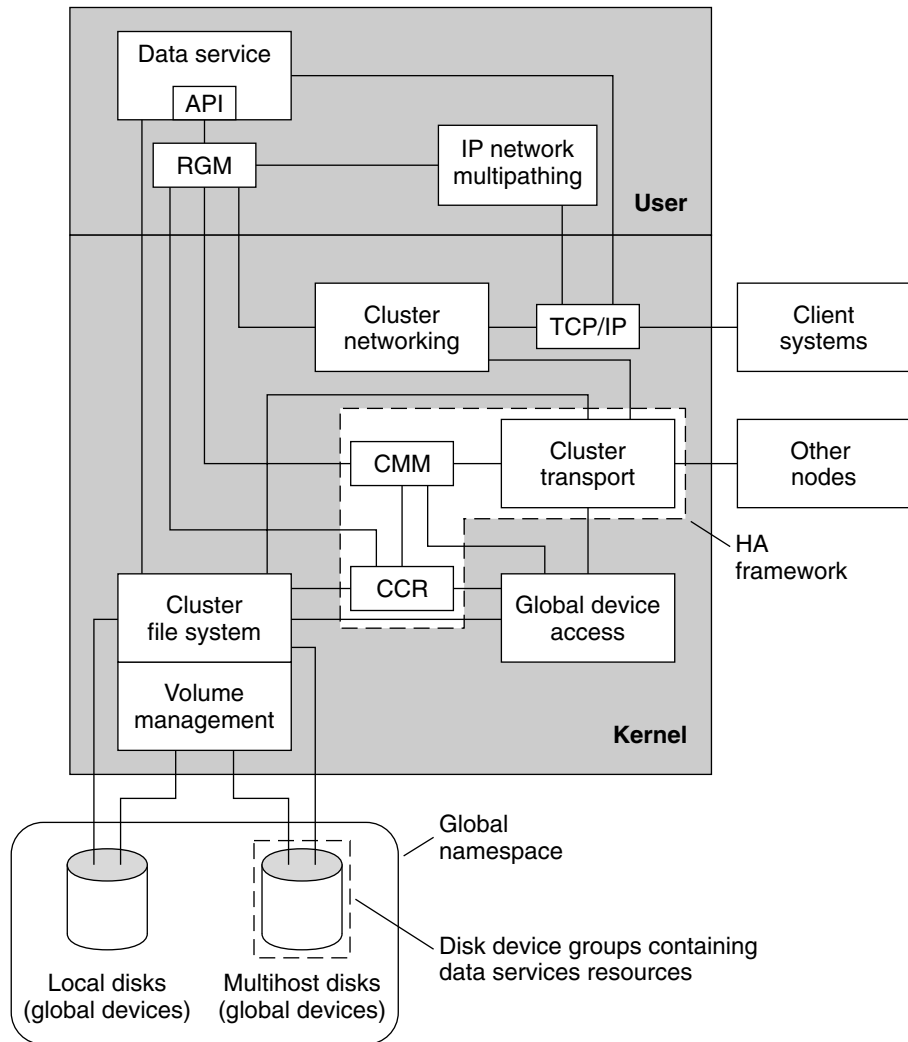 Data service
API
RGM
IP network
multipathing
User
Cluster
networking
TCP/IP
Client
systems
CMM
Cluster
transport
Other
nodes
HA
framework
CCR
Cluster
file system
Global device
access
Volume
management
Kernel
Global
namespace
Disk device groups containing
data services resources
Local disks
(global devices)
Multihost disks
(global devices)